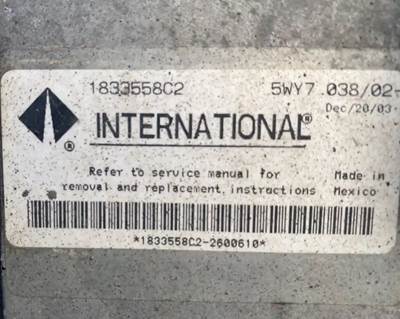 1833558C2 5WY7 038/02-
Dec/20/03
INTERNATIONAL®
®
Refer to service manual for Made in
removal and replacement instructions Mexico
*1833558C2-2600610*